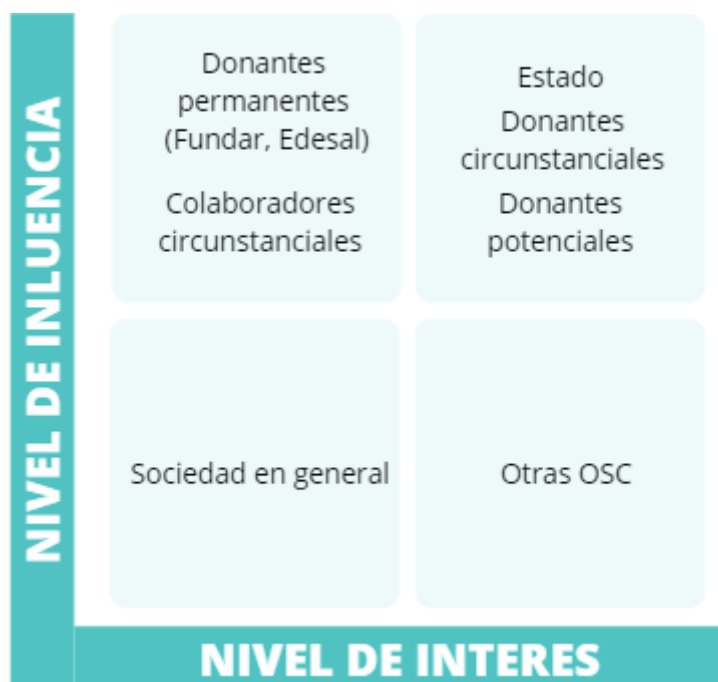 NIVEL DE INLUENCIA
Donantes
permanentes
(Fundar, Edesal)
Colaboradores
circunstanciales
Estado
Donantes
circunstanciales
Donantes
potenciales
Sociedad en general
Otras OSC
NIVEL DE INTERES